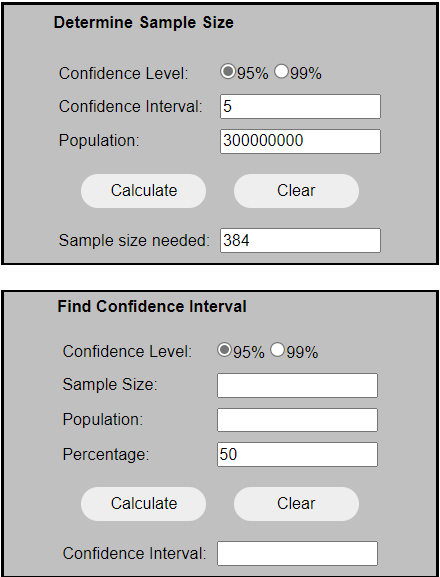 Determine Sample Size
Confidence Level: 95% 99%
Confidence Interval: 5
Population: 300000000
Calculate Clear
Sample size needed: 384
Find Confidence Interval
Confidence Level: 95% 99%
Sample Size:
Population:
Percentage: 50
Calculate Clear
Confidence Interval: